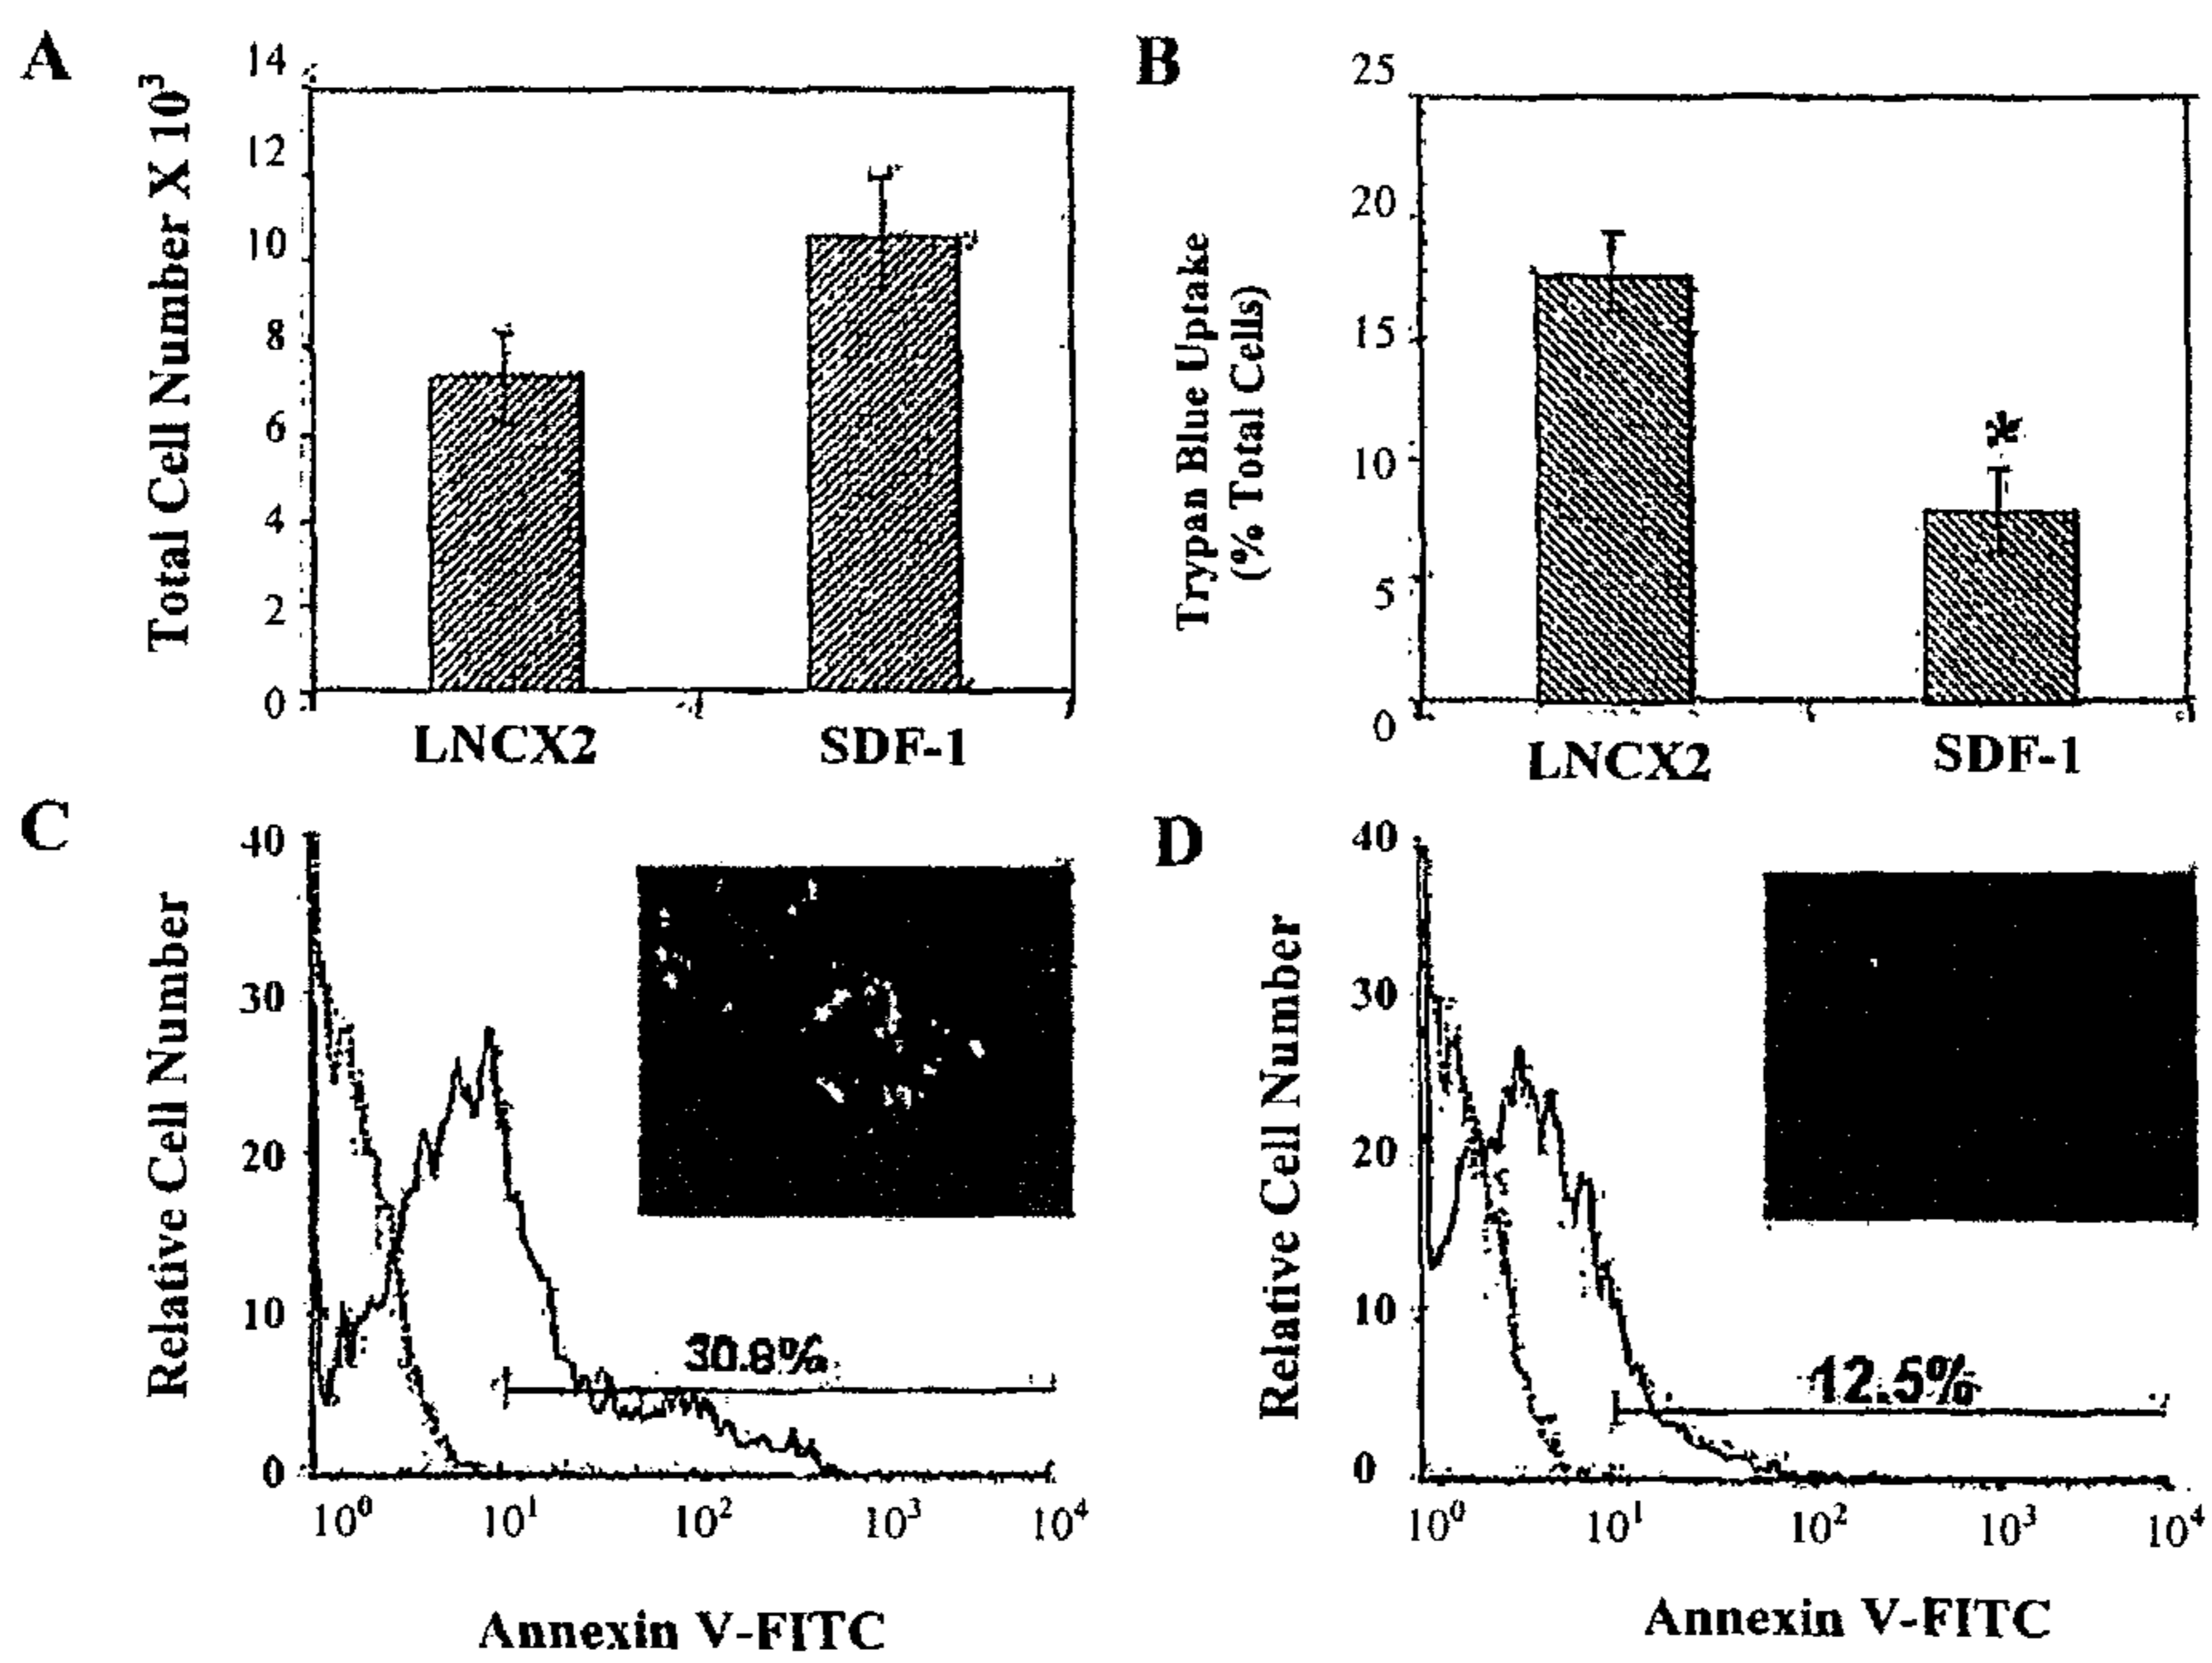 A
Total Cell Number X 10³
14
12
10
8
6
4
2
0
LNCX2
SDF-1
B
Trypan Blue Uptake
(% Total Cells)
25
20
15
10
5
0
*
LNCX2
SDF-1
C
Relative Cell Number
40
30
20
10
0
30.8%
10⁰
10¹
10²
10³
10⁴
Annexin V-FITC
D
Relative Cell Number
40
30
20
10
0
12.5%
10⁰
10¹
10²
10³
10⁴
Annexin V-FITC